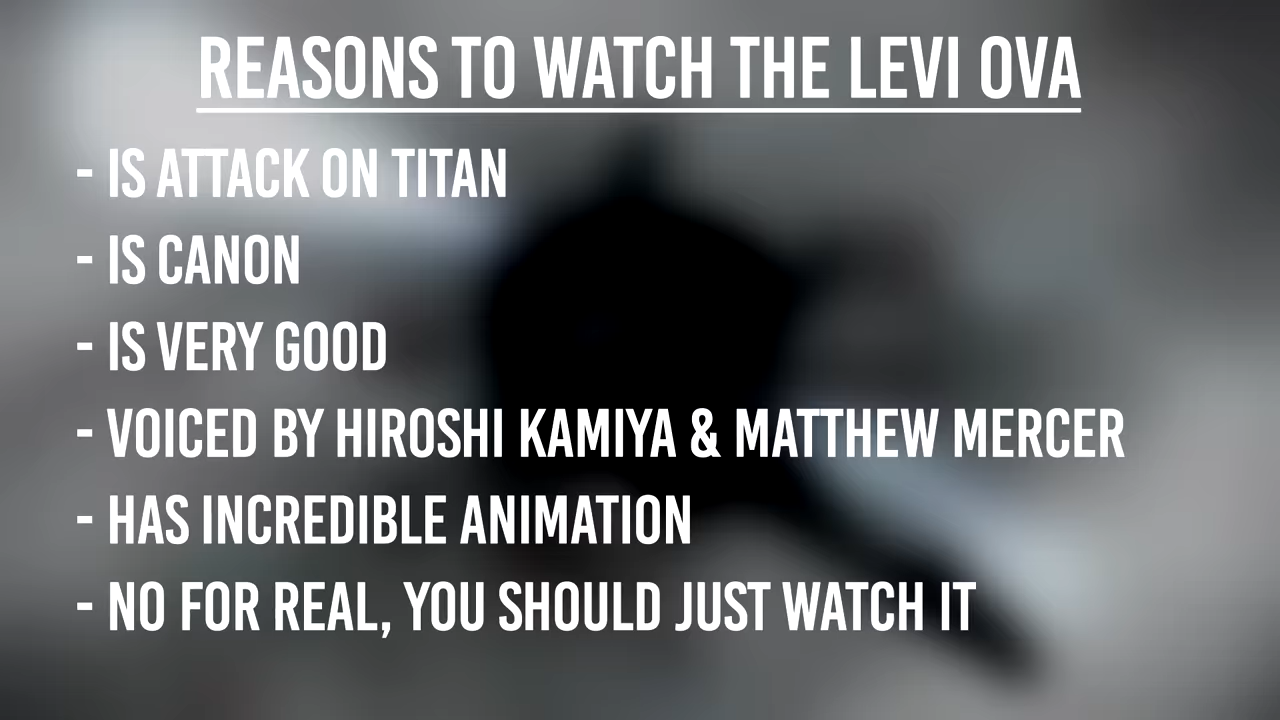 REASONS TO WATCH THE LEVI OVA
- IS ATTACK ON TITAN
- IS CANON
- IS VERY GOOD
- VOICED BY HIROSHI KAMIYA & MATTHEW MERCER
- HAS INCREDIBLE ANIMATION
- NO FOR REAL, YOU SHOULD JUST WATCH IT